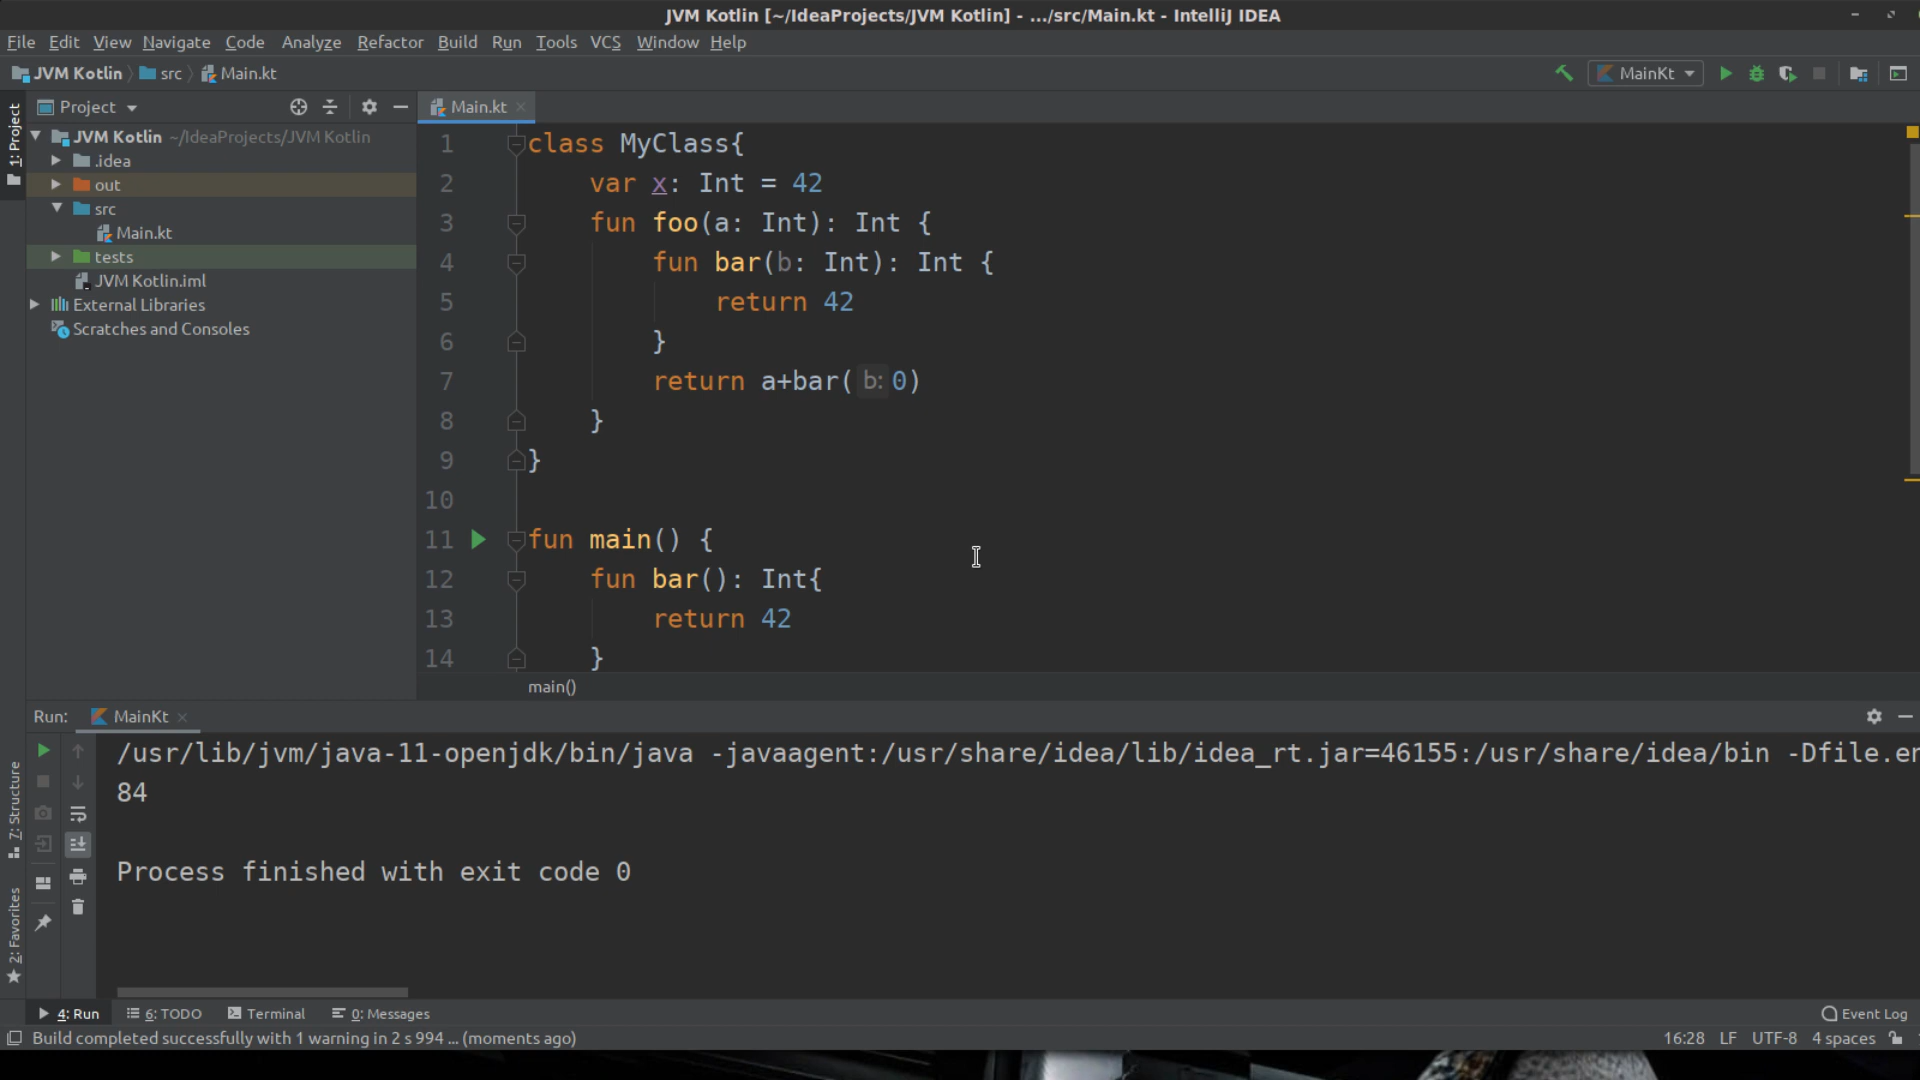 JVM Kotlin [~/IdeaProjects/JVM Kotlin] - .../src/Main.kt - IntelliJ IDEA
File Edit View Navigate Code Analyze Refactor Build Run Tools VCS Window Help
JVM Kotlin src Main.kt MainKt
1: Project
Project
JVM Kotlin ~/IdeaProjects/JVM Kotlin
.idea
out
src
Main.kt
tests
JVM Kotlin.iml
External Libraries
Scratches and Consoles
Main.kt
1 class MyClass{
2 var x: Int = 42
3 fun foo(a: Int): Int {
4 fun bar(b: Int): Int {
5 return 42
6 }
7 return a+bar( b: 0)
8 }
9 }
10
11 fun main() {
12 fun bar(): Int{
13 return 42
14 }
main()
Run: MainKt
/usr/lib/jvm/java-11-openjdk/bin/java -javaagent:/usr/share/idea/lib/idea_rt.jar=46155:/usr/share/idea/bin -Dfile.en
84
Process finished with exit code 0
7: Structure
2: Favorites
4: Run 6: TODO Terminal 0: Messages Event Log
Build completed successfully with 1 warning in 2 s 994 ... (moments ago) 16:28 LF UTF-8 4 spaces